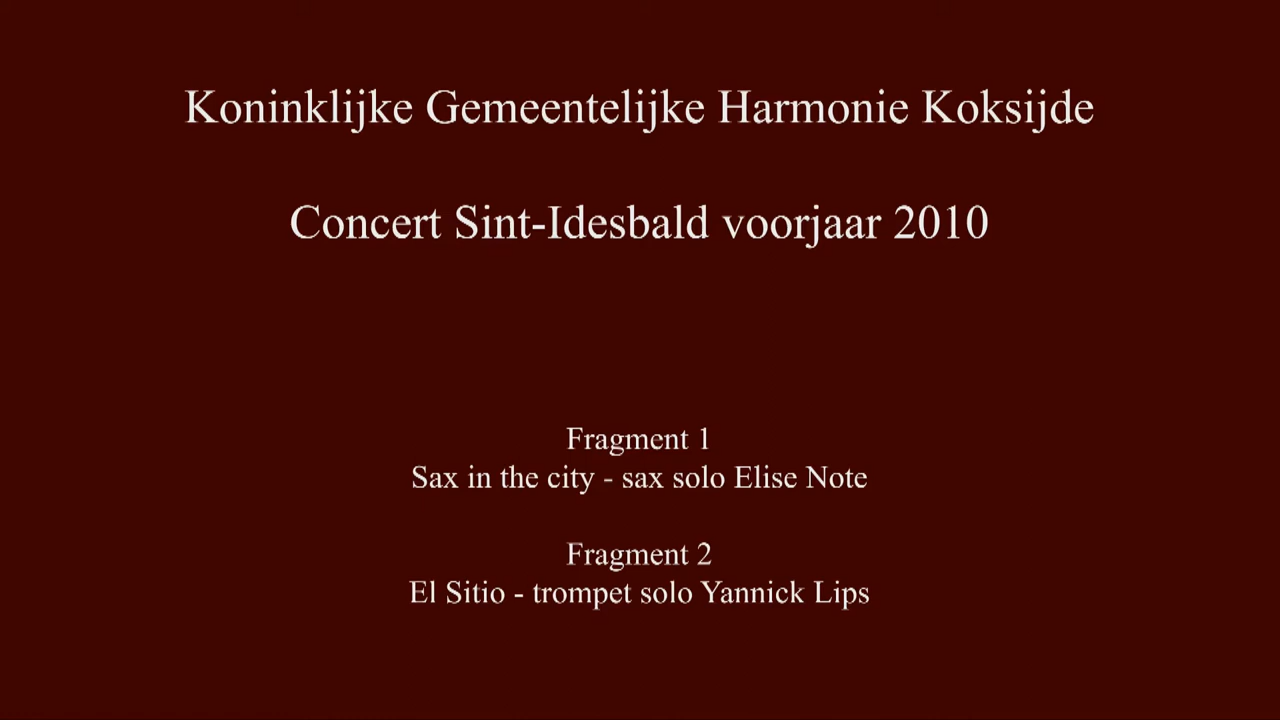 Koninklijke Gemeentelijke Harmonie Koksijde
Concert Sint-Idesbald voorjaar 2010
Fragment 1
Sax in the city - sax solo Elise Note
Fragment 2
El Sitio - trompet solo Yannick Lips